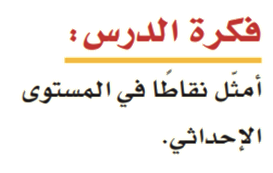 فكرة الدرس:
أمثّل نقاطًا في المستوى
الإحداثي.